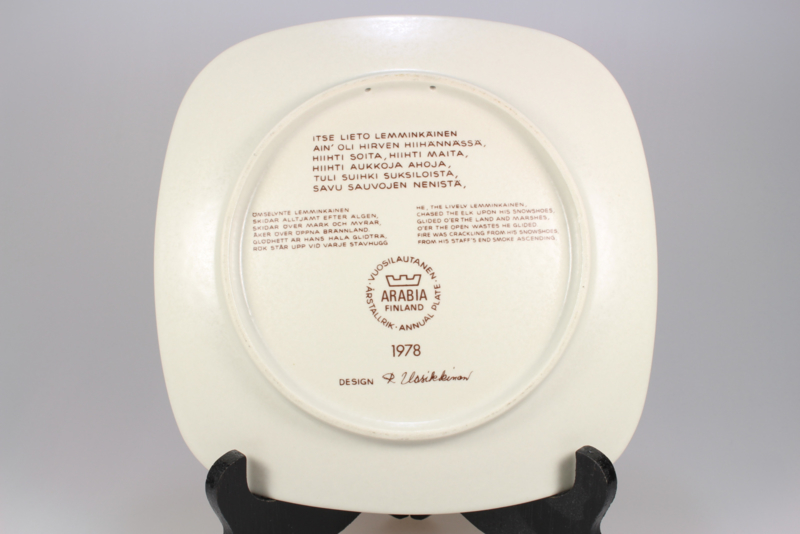 ITSE LIETO LEMMINKÄINEN
AIN' OLI HIRVEN HIIHÄNNÄSSÄ,
HIIHTI SOITA, HIIHTI MAITA,
HIIHTI AUKKOJA AHOJA,
TULI SUIHKI SUKSILOISTA,
SAVU SAUVOJEN NENISTÄ,
OMSELYNTE LEMMINKÄINEN
SKIDAR ALLTJÄMT EFTER ÄLGEN,
SKIDAR ÖVER MARK OCH MYRAR,
ÅKER ÖVER ÖPPNA BRÄNNLAND.
GLÖDHETT ÄR HANS HALA GLIDTRÄ,
RÖK STÅR UPP VID VARJE STAVHUGG
HE, THE LIVELY LEMMINKAINEN,
CHASED THE ELK UPON HIS SNOWSHOES,
GLIDED O'ER THE LAND AND MARSHES,
O'ER THE OPEN WASTES HE GLIDED.
FIRE WAS CRACKLING FROM HIS SNOWSHOES,
FROM HIS STAFF'S END SMOKE ASCENDING.
VUOSILAUTANEN · ÅRSTALLRIK · ANNUAL PLATE ·
ARABIA
FINLAND
1978
DESIGN R. Uosikkinen